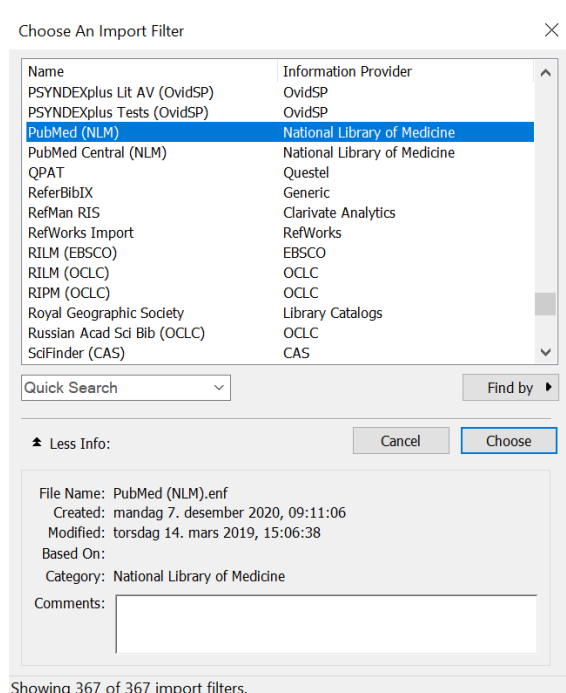 Choose An Import Filter
Name Information Provider
PSYNDEXplus Lit AV (OvidSP) OvidSP
PSYNDEXplus Tests (OvidSP) OvidSP
PubMed (NLM) National Library of Medicine
PubMed Central (NLM) National Library of Medicine
QPAT Questel
ReferBibIX Generic
RefMan RIS Clarivate Analytics
RefWorks Import RefWorks
RILM (EBSCO) EBSCO
RILM (OCLC) OCLC
RIPM (OCLC) OCLC
Royal Geographic Society Library Catalogs
Russian Acad Sci Bib (OCLC) OCLC
SciFinder (CAS) CAS
Quick Search Find by
Less Info: Cancel Choose
File Name: PubMed (NLM).enf
Created: mandag 7. desember 2020, 09:11:06
Modified: torsdag 14. mars 2019, 15:06:38
Based On:
Category: National Library of Medicine
Comments:
Showing 367 of 367 import filters.